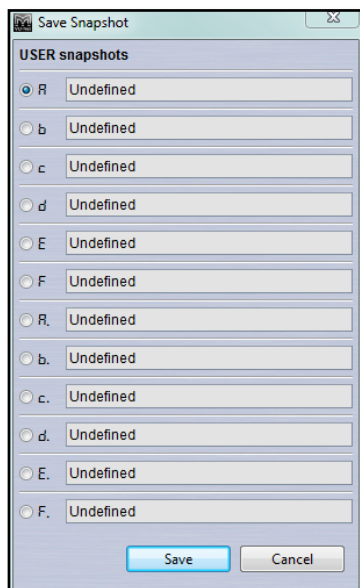 Save Snapshot
USER snapshots
A Undefined
b Undefined
c Undefined
d Undefined
E Undefined
F Undefined
A. Undefined
b. Undefined
c. Undefined
d. Undefined
E. Undefined
F. Undefined
Save Cancel